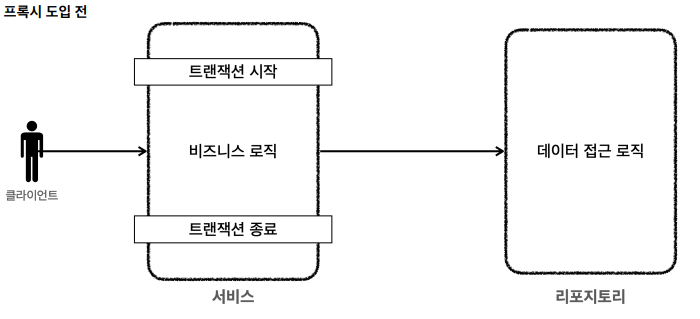 프록시 도입 전
트랜잭션 시작
비즈니스 로직
데이터 접근 로직
클라이언트
트랜잭션 종료
서비스
리포지토리